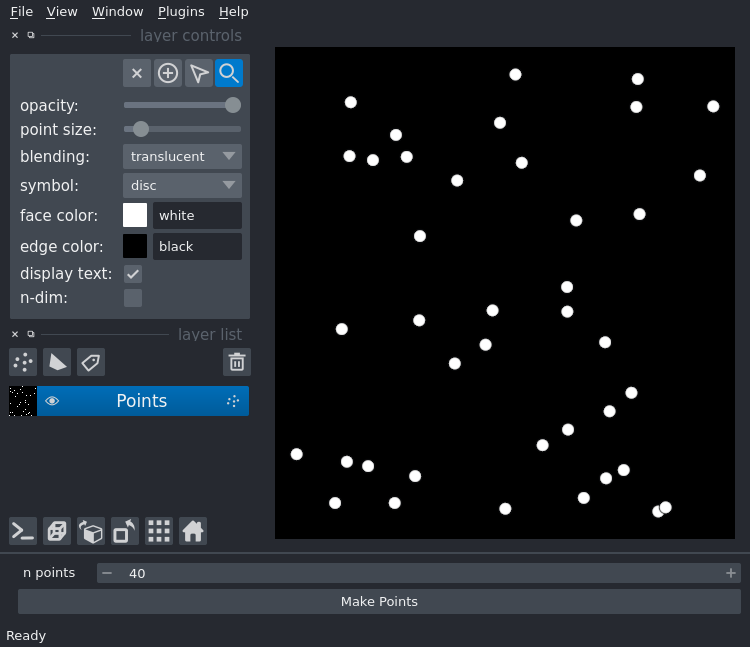 File View Window Plugins Help
layer controls
opacity:
point size:
blending: translucent
symbol: disc
face color: white
edge color: black
display text:
n-dim:
layer list
Points
n points 40
Make Points
Ready